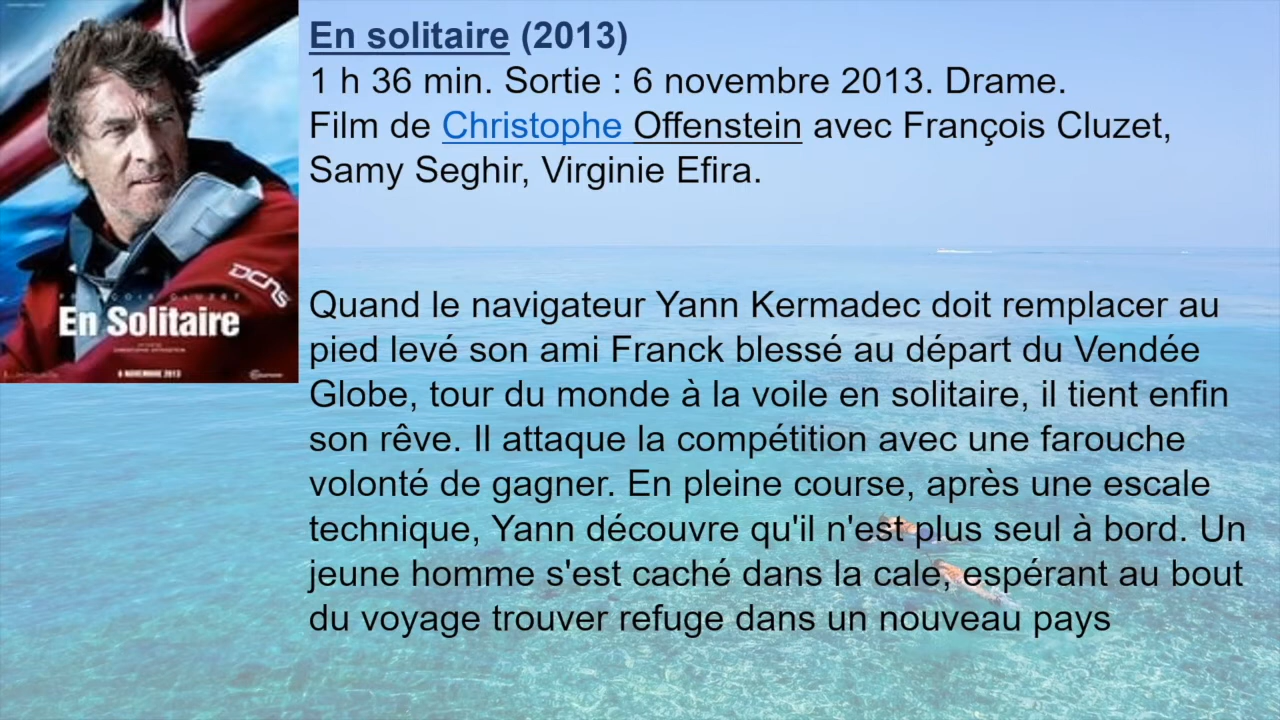 En solitaire (2013)
1 h 36 min. Sortie : 6 novembre 2013. Drame.
Film de Christophe Offenstein avec François Cluzet,
Samy Seghir, Virginie Efira.
DCNS
FRANÇOIS CLUZET
En Solitaire
CHRISTOPHE OFFENSTEIN
6 NOVEMBRE 2013
Quand le navigateur Yann Kermadec doit remplacer au
pied levé son ami Franck blessé au départ du Vendée
Globe, tour du monde à la voile en solitaire, il tient enfin
son rêve. Il attaque la compétition avec une farouche
volonté de gagner. En pleine course, après une escale
technique, Yann découvre qu'il n'est plus seul à bord. Un
jeune homme s'est caché dans la cale, espérant au bout
du voyage trouver refuge dans un nouveau pays